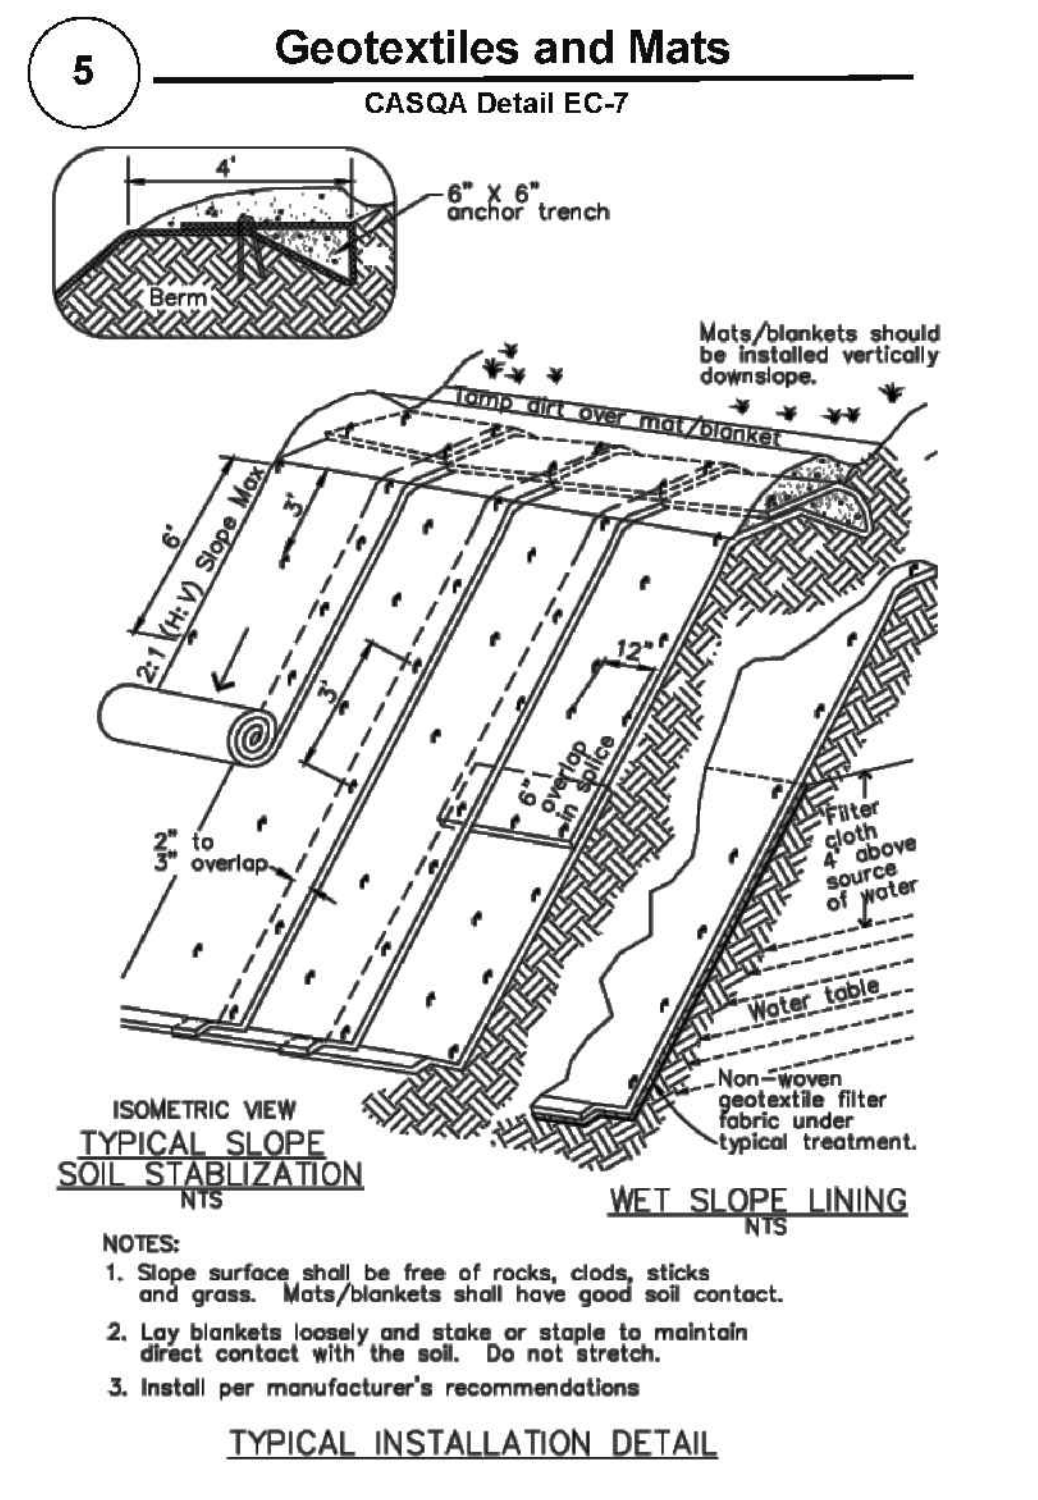 5
Geotextiles and Mats
CASQA Detail EC-7
4'
6" X 6"
anchor trench
Berm
Mats/blankets should
be installed vertically
downslope.
Tamp dirt over mat/blanket
6'
2:1 (H:V) Slope Max
3'
12"
3'
6"
overlap
in splice
2" to
3" overlap
Filter
cloth
4' above
source
of water
Water table
Non-woven
geotextile filter
fabric under
typical treatment.
ISOMETRIC VIEW
TYPICAL SLOPE
SOIL STABLIZATION
NTS
WET SLOPE LINING
NTS
NOTES:
1. Slope surface shall be free of rocks, clods, sticks
and grass. Mats/blankets shall have good soil contact.
2. Lay blankets loosely and stake or staple to maintain
direct contact with the soil. Do not stretch.
3. Install per manufacturer's recommendations
TYPICAL INSTALLATION DETAIL